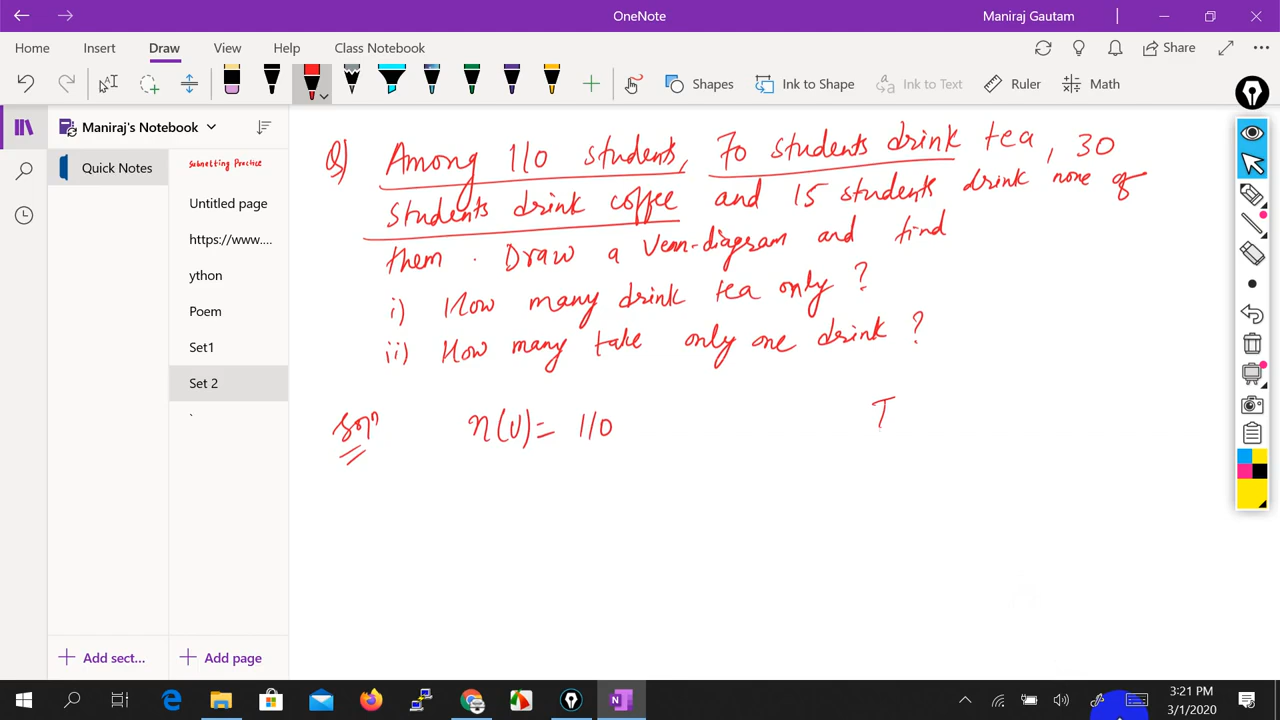 OneNote
Maniraj Gautam
Home Insert Draw View Help Class Notebook
Share
Shapes Ink to Shape Ink to Text Ruler Math
Maniraj's Notebook
Quick Notes
Subnetting Practice
Untitled page
https://www....
ython
Poem
Set1
Set 2
`
Add sect...
Add page
Q) Among 110 students, 70 students drink tea, 30
students drink coffee and 15 students drink none of
them. Draw a Venn-diagram and find
i) How many drink tea only?
ii) How many take only one drink?
Solⁿ n(U) = 110
T
3:21 PM
3/1/2020